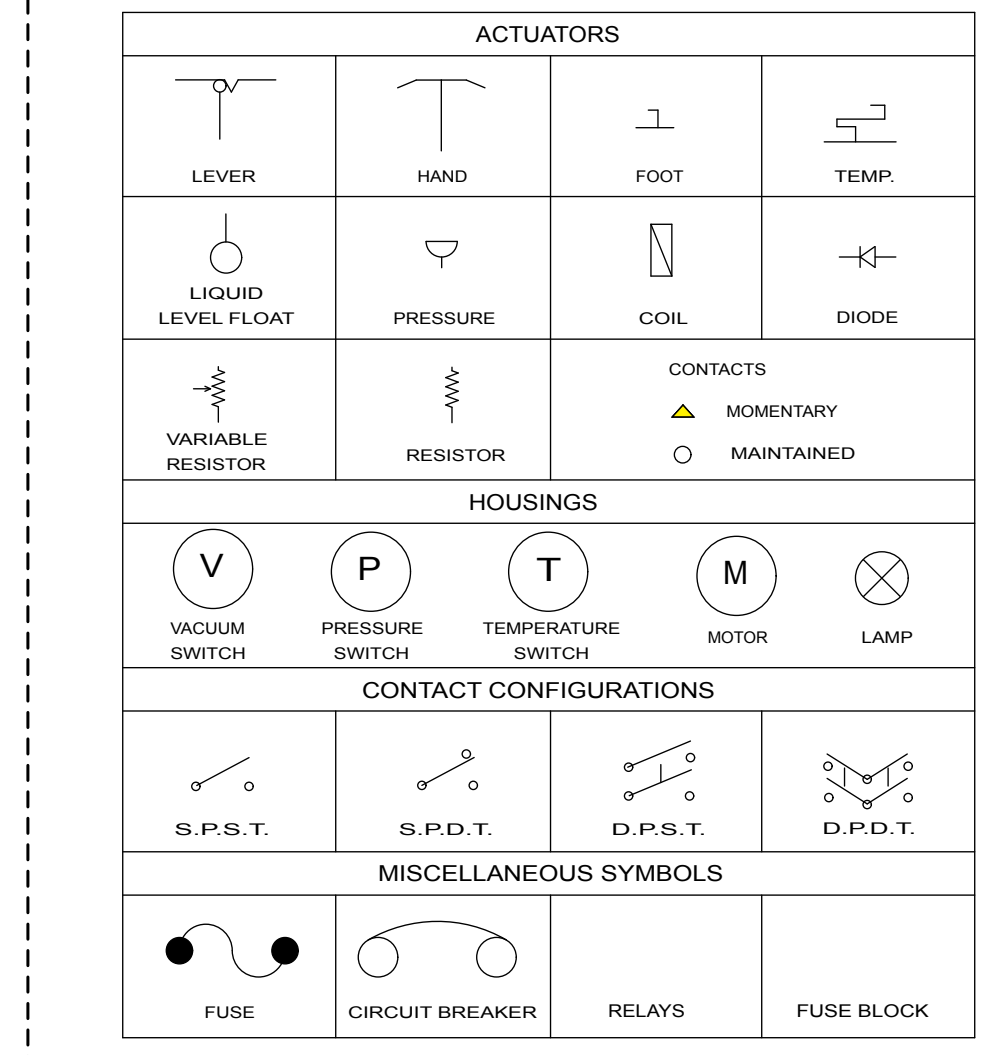 ACTUATORS
LEVER
HAND
FOOT
TEMP.
LIQUID
LEVEL FLOAT
PRESSURE
COIL
DIODE
VARIABLE
RESISTOR
RESISTOR
CONTACTS
MOMENTARY
MAINTAINED
HOUSINGS
V
P
T
M
VACUUM
SWITCH
PRESSURE
SWITCH
TEMPERATURE
SWITCH
MOTOR
LAMP
CONTACT CONFIGURATIONS
S.P.S.T.
S.P.D.T.
D.P.S.T.
D.P.D.T.
MISCELLANEOUS SYMBOLS
FUSE
CIRCUIT BREAKER
RELAYS
FUSE BLOCK